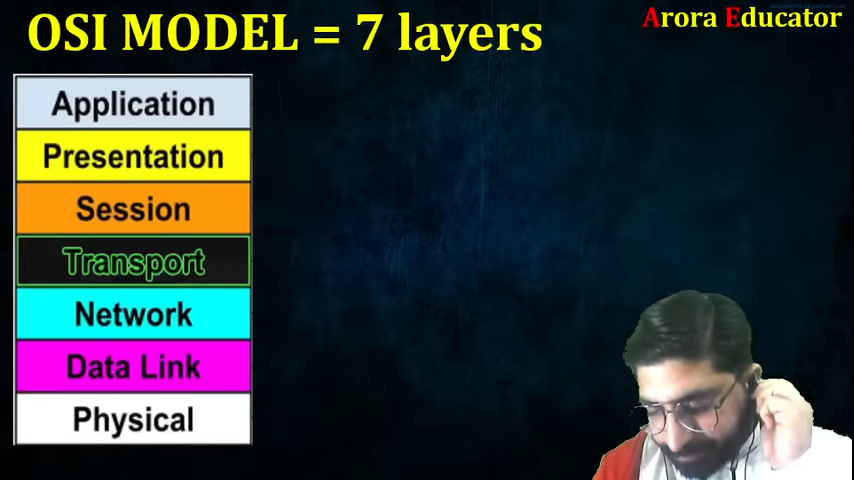 OSI MODEL = 7 layers
Arora Educator
Application
Presentation
Session
Transport
Network
Data Link
Physical